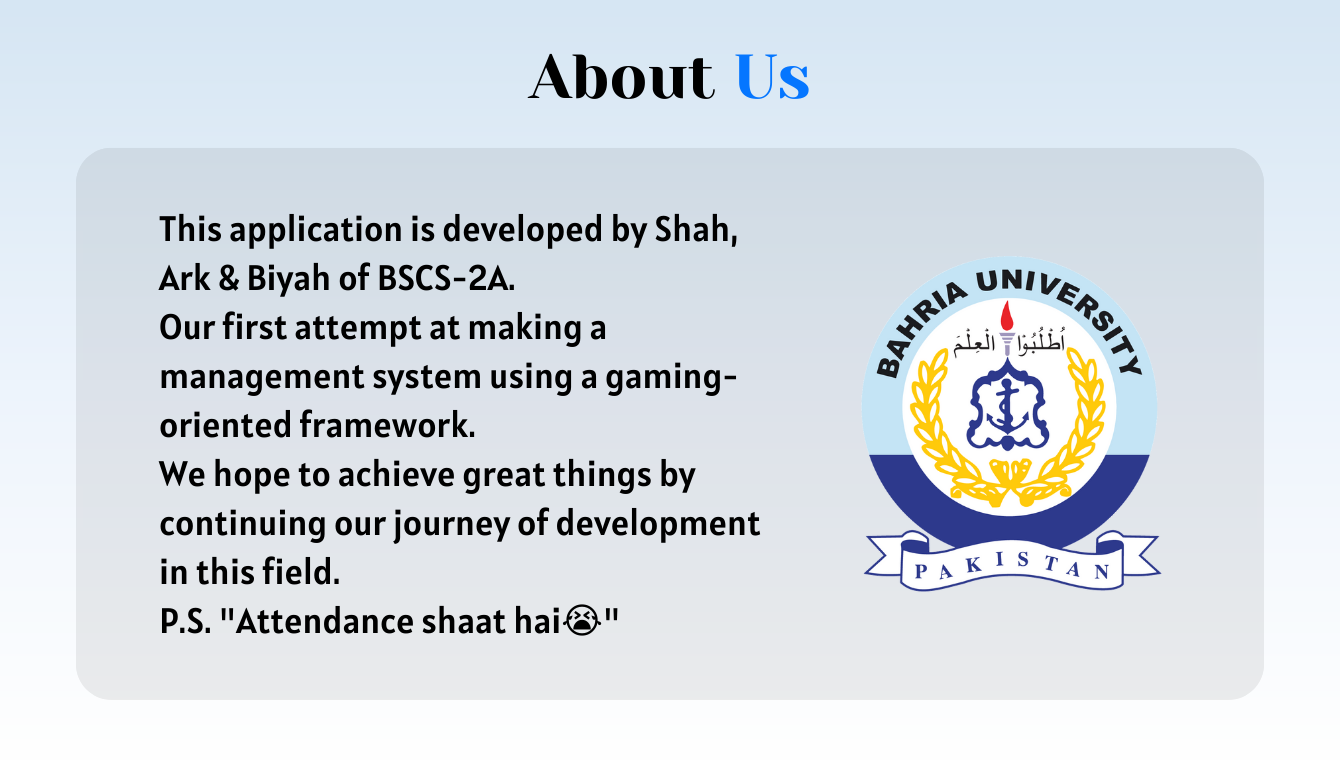 About Us
This application is developed by Shah,
Ark & Biyah of BSCS-2A.
Our first attempt at making a
management system using a gaming-
oriented framework.
We hope to achieve great things by
continuing our journey of development
in this field.
P.S. "Attendance shaat hai😭"
BAHRIA UNIVERSITY
اُطْلُبُوْا الْعِلْمَ
PAKISTAN